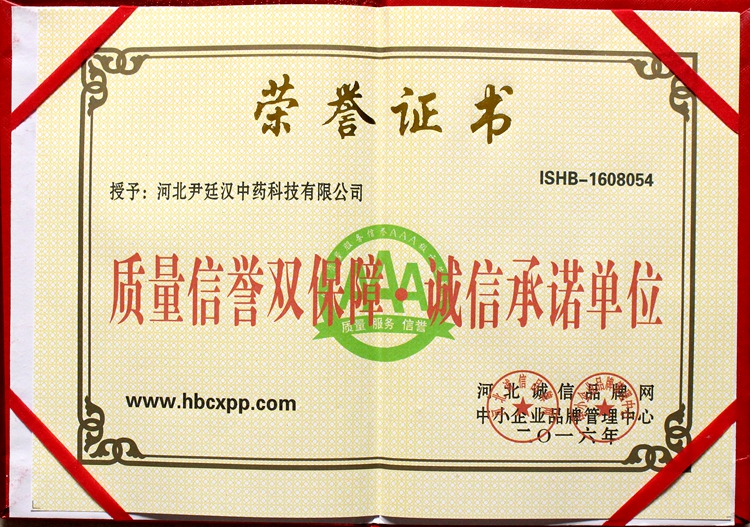 荣誉证书
ISHB-1608054
授予：河北尹廷汉中药科技有限公司
AAA
质量信誉双保障·诚信承诺单位
质量 服务 信誉
www.hbcxpp.com
河北诚信品牌网
中小企业品牌管理中心
二〇一六年